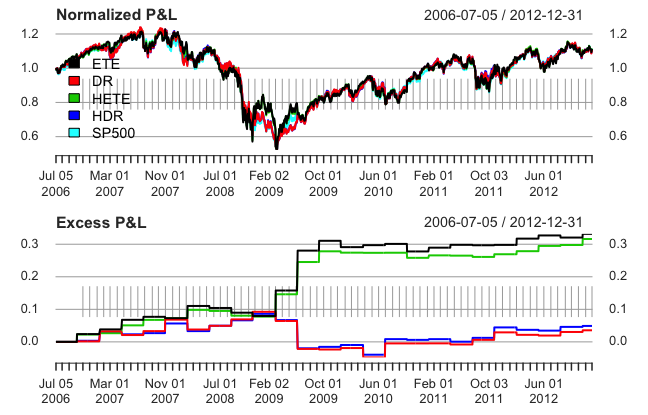 Normalized P&L 2006-07-05 / 2012-12-31
1.2 1.2
1.0 1.0
0.8 0.8
0.6 0.6
ETE
DR
HETE
HDR
SP500
Jul 05 Mar 01 Nov 01 Jul 01 Feb 02 Oct 01 Jun 01 Feb 01 Oct 03 Jun 01
2006 2007 2007 2008 2009 2009 2010 2011 2011 2012
Excess P&L 2006-07-05 / 2012-12-31
0.3 0.3
0.2 0.2
0.1 0.1
0.0 0.0
Jul 05 Mar 01 Nov 01 Jul 01 Feb 02 Oct 01 Jun 01 Feb 01 Oct 03 Jun 01
2006 2007 2007 2008 2009 2009 2010 2011 2011 2012